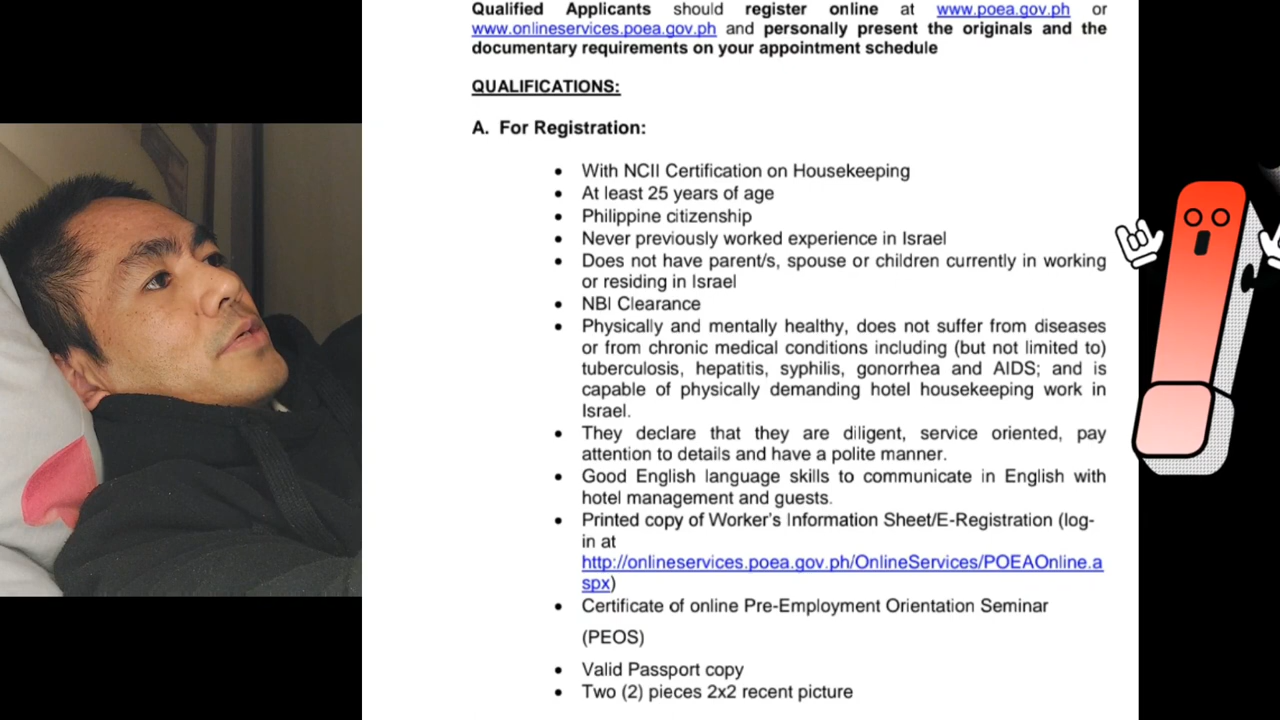 Qualified Applicants should register online at www.poea.gov.ph or
www.onlineservices.poea.gov.ph and personally present the originals and the
documentary requirements on your appointment schedule
QUALIFICATIONS:
A. For Registration:
• With NCII Certification on Housekeeping
• At least 25 years of age
• Philippine citizenship
• Never previously worked experience in Israel
• Does not have parent/s, spouse or children currently in working
or residing in Israel
• NBI Clearance
• Physically and mentally healthy, does not suffer from diseases
or from chronic medical conditions including (but not limited to)
tuberculosis, hepatitis, syphilis, gonorrhea and AIDS; and is
capable of physically demanding hotel housekeeping work in
Israel.
• They declare that they are diligent, service oriented, pay
attention to details and have a polite manner.
• Good English language skills to communicate in English with
hotel management and guests.
• Printed copy of Worker's Information Sheet/E-Registration (log-
in at
http://onlineservices.poea.gov.ph/OnlineServices/POEAOnline.a
spx)
• Certificate of online Pre-Employment Orientation Seminar
(PEOS)
• Valid Passport copy
• Two (2) pieces 2x2 recent picture